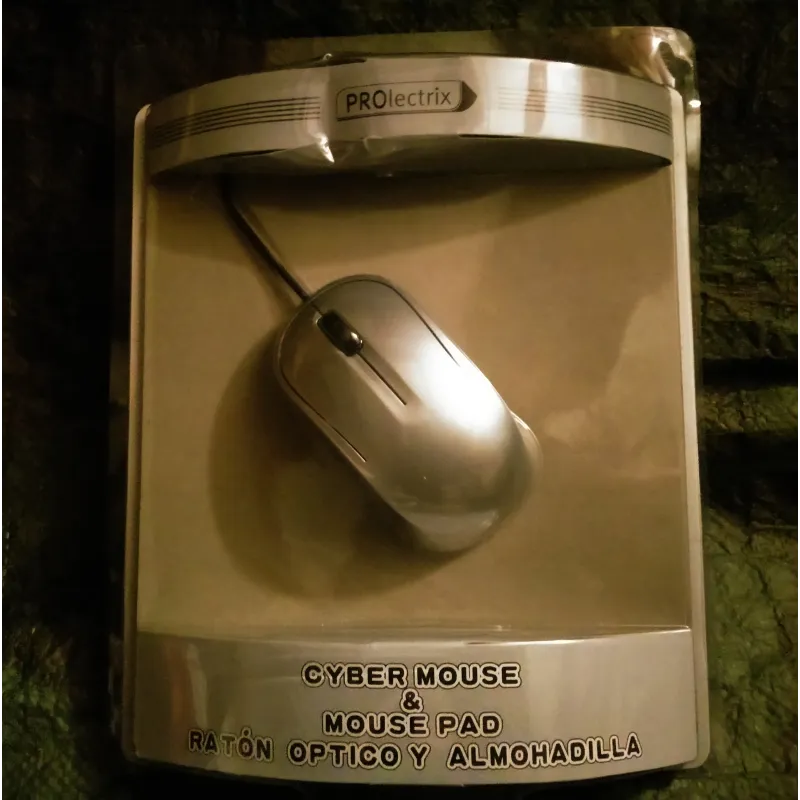 PROlectrix
CYBER MOUSE
&
MOUSE PAD
RATÓN OPTICO Y ALMOHADILLA